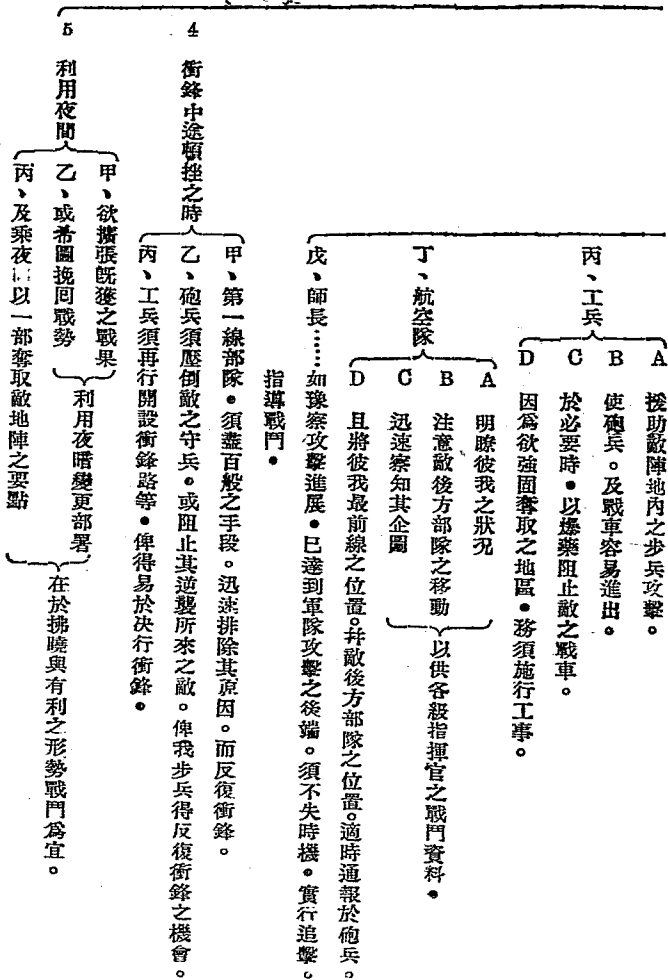 丙、工兵
A 援助敵陣地內之步兵攻擊。
B 使砲兵。及戰車容易進出。
C 於必要時。以爆藥阻止敵之戰車。
D 因爲欲強固奪取之地區。務須施行工事。
丁、航空隊
A 明瞭彼我之狀況
B 注意敵後方部隊之移動
C 迅速察知其企圖
以供各級指揮官之戰鬥資料。
D 且將彼我最前線之位置。幷敵後方部隊之位置。適時通報於砲兵。
戊、師長……如豫察攻擊進展。已達到軍隊攻擊之後端。須不失時機。實行追擊。
指導戰鬥。
4 衝鋒中途頓挫之時
甲、第一線部隊。須盡百般之手段。迅速排除其原因。而反復衝鋒。
乙、砲兵須壓倒敵之守兵。或阻止其逆襲所來之敵。俾我步兵得反復衝鋒之機會。
丙、工兵須再行開設衝鋒路等。俾得易於決行衝鋒。
5 利用夜間
甲、欲擴張旣獲之戰果
乙、或希圖挽囘戰勢
利用夜暗變更部署
丙、及乘夜以一部奪取敵地陣之要點
在於拂曉與有利之形勢戰鬥爲宜。